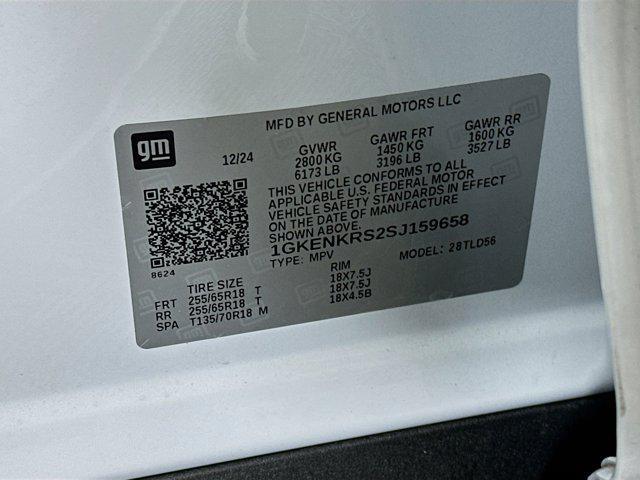 MFD BY GENERAL MOTORS LLC
gm
12/24
GVWR GAWR FRT GAWR RR
2800 KG 1450 KG 1600 KG
6173 LB 3196 LB 3527 LB
THIS VEHICLE CONFORMS TO ALL
APPLICABLE U.S. FEDERAL MOTOR
VEHICLE SAFETY STANDARDS IN EFFECT
ON THE DATE OF MANUFACTURE
SHOWN ABOVE.
1GKENKRS2SJ159658
TYPE: MPV MODEL: 28TLD56
8624
TIRE SIZE RIM
FRT 255/65R18 T 18X7.5J
RR 255/65R18 T 18X7.5J
SPA T135/70R18 M 18X4.5B